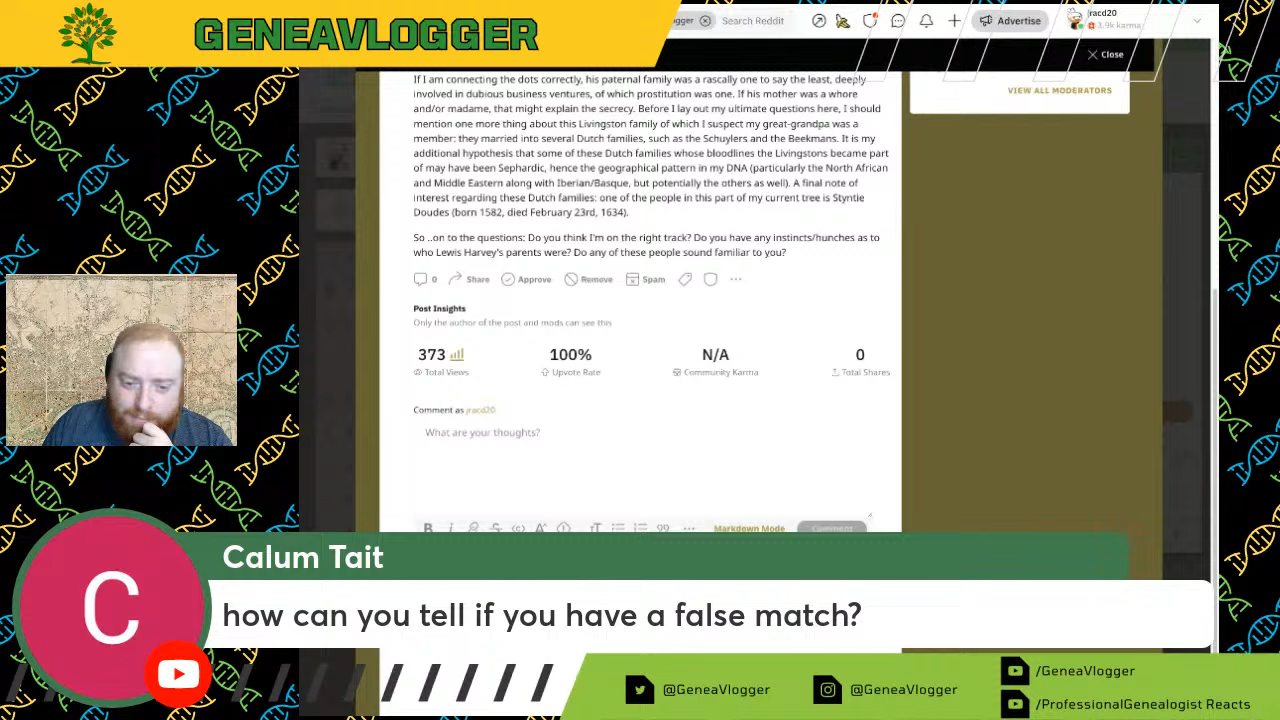 GENEAVLOGGER
gger
Search Reddit
Advertise
jracd20
3.9k karma
Close
VIEW ALL MODERATORS
If I am connecting the dots correctly, his paternal family was a rascally one to say the least, deeply
involved in dubious business ventures, of which prostitution was one. If his mother was a whore
and/or madame, that might explain the secrecy. Before I lay out my ultimate questions here, I should
mention one more thing about this Livingston family of which I suspect my great-grandpa was a
member: they married into several Dutch families, such as the Schuylers and the Beekmans. It is my
additional hypothesis that some of these Dutch families whose bloodlines the Livingstons became part
of may have been Sephardic, hence the geographical pattern in my DNA (particularly the North African
and Middle Eastern along with Iberian/Basque, but potentially the others as well). A final note of
interest regarding these Dutch families: one of the people in this part of my current tree is Styntie
Doudes (born 1582, died February 23rd, 1634).
So ..on to the questions: Do you think I'm on the right track? Do you have any instincts/hunches as to
who Lewis Harvey's parents were? Do any of these people sound familiar to you?
0 Share Approve Remove Spam ...
Post Insights
Only the author of the post and mods can see this
373 100% N/A 0
Total Views Upvote Rate Community Karma Total Shares
Comment as jracd20
What are your thoughts?
Markdown Mode Comment
C
Calum Tait
how can you tell if you have a false match?
@GeneaVlogger @GeneaVlogger
/GeneaVlogger
/ProfessionalGenealogist Reacts